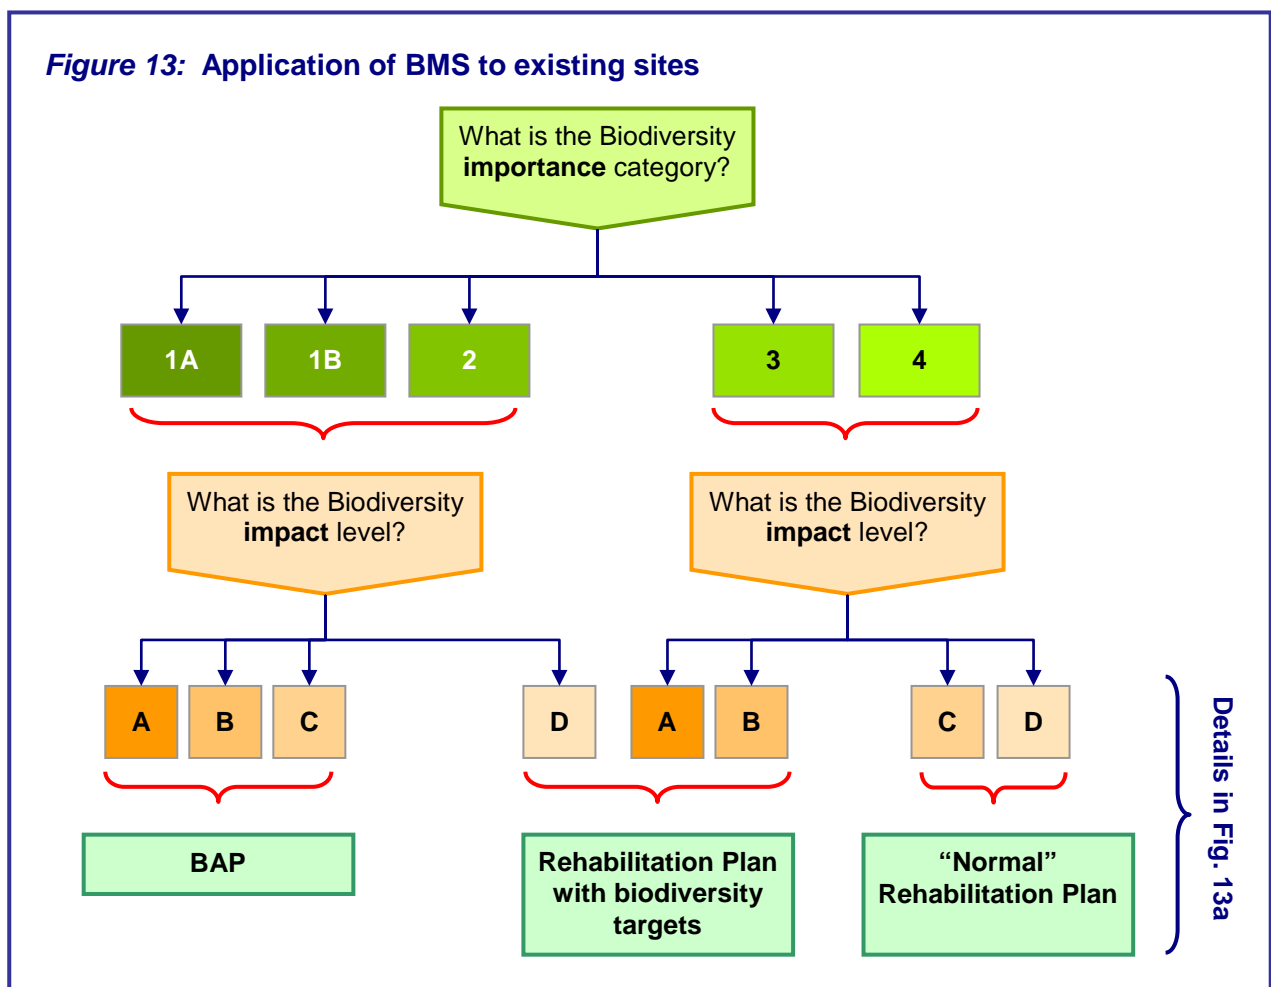 Figure 13: Application of BMS to existing sites
What is the Biodiversity
importance category?
1A
1B
2
3
4
What is the Biodiversity
impact level?
What is the Biodiversity
impact level?
A
B
C
D
A
B
C
D
BAP
Rehabilitation Plan
with biodiversity
targets
“Normal”
Rehabilitation Plan
Details in Fig. 13a